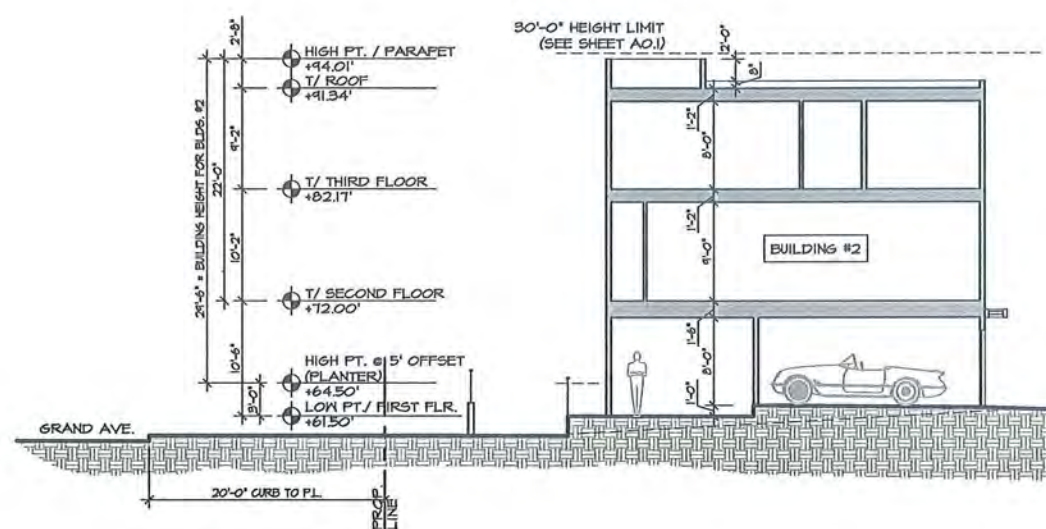 30'-0" HEIGHT LIMIT
(SEE SHEET A0.1)
2'-8"
HIGH PT. / PARAPET
+94.01'
T/ ROOF
+91.34'
9'-2"
T/ THIRD FLOOR
+82.17'
22'-0"
29'-6" = BUILDING HEIGHT FOR BLDG. #2
10'-2"
T/ SECOND FLOOR
+72.00'
10'-6"
HIGH PT. @ 5' OFFSET
(PLANTER)
+64.50'
3'-0"
LOW PT./ FIRST FLR.
+61.50'
GRAND AVE.
20'-0" CURB TO P.L.
PROP.
LINE
2'-0"
8"
1'-2"
8'-0"
1'-2"
9'-0"
BUILDING #2
1'-6"
8'-0"
1'-0"